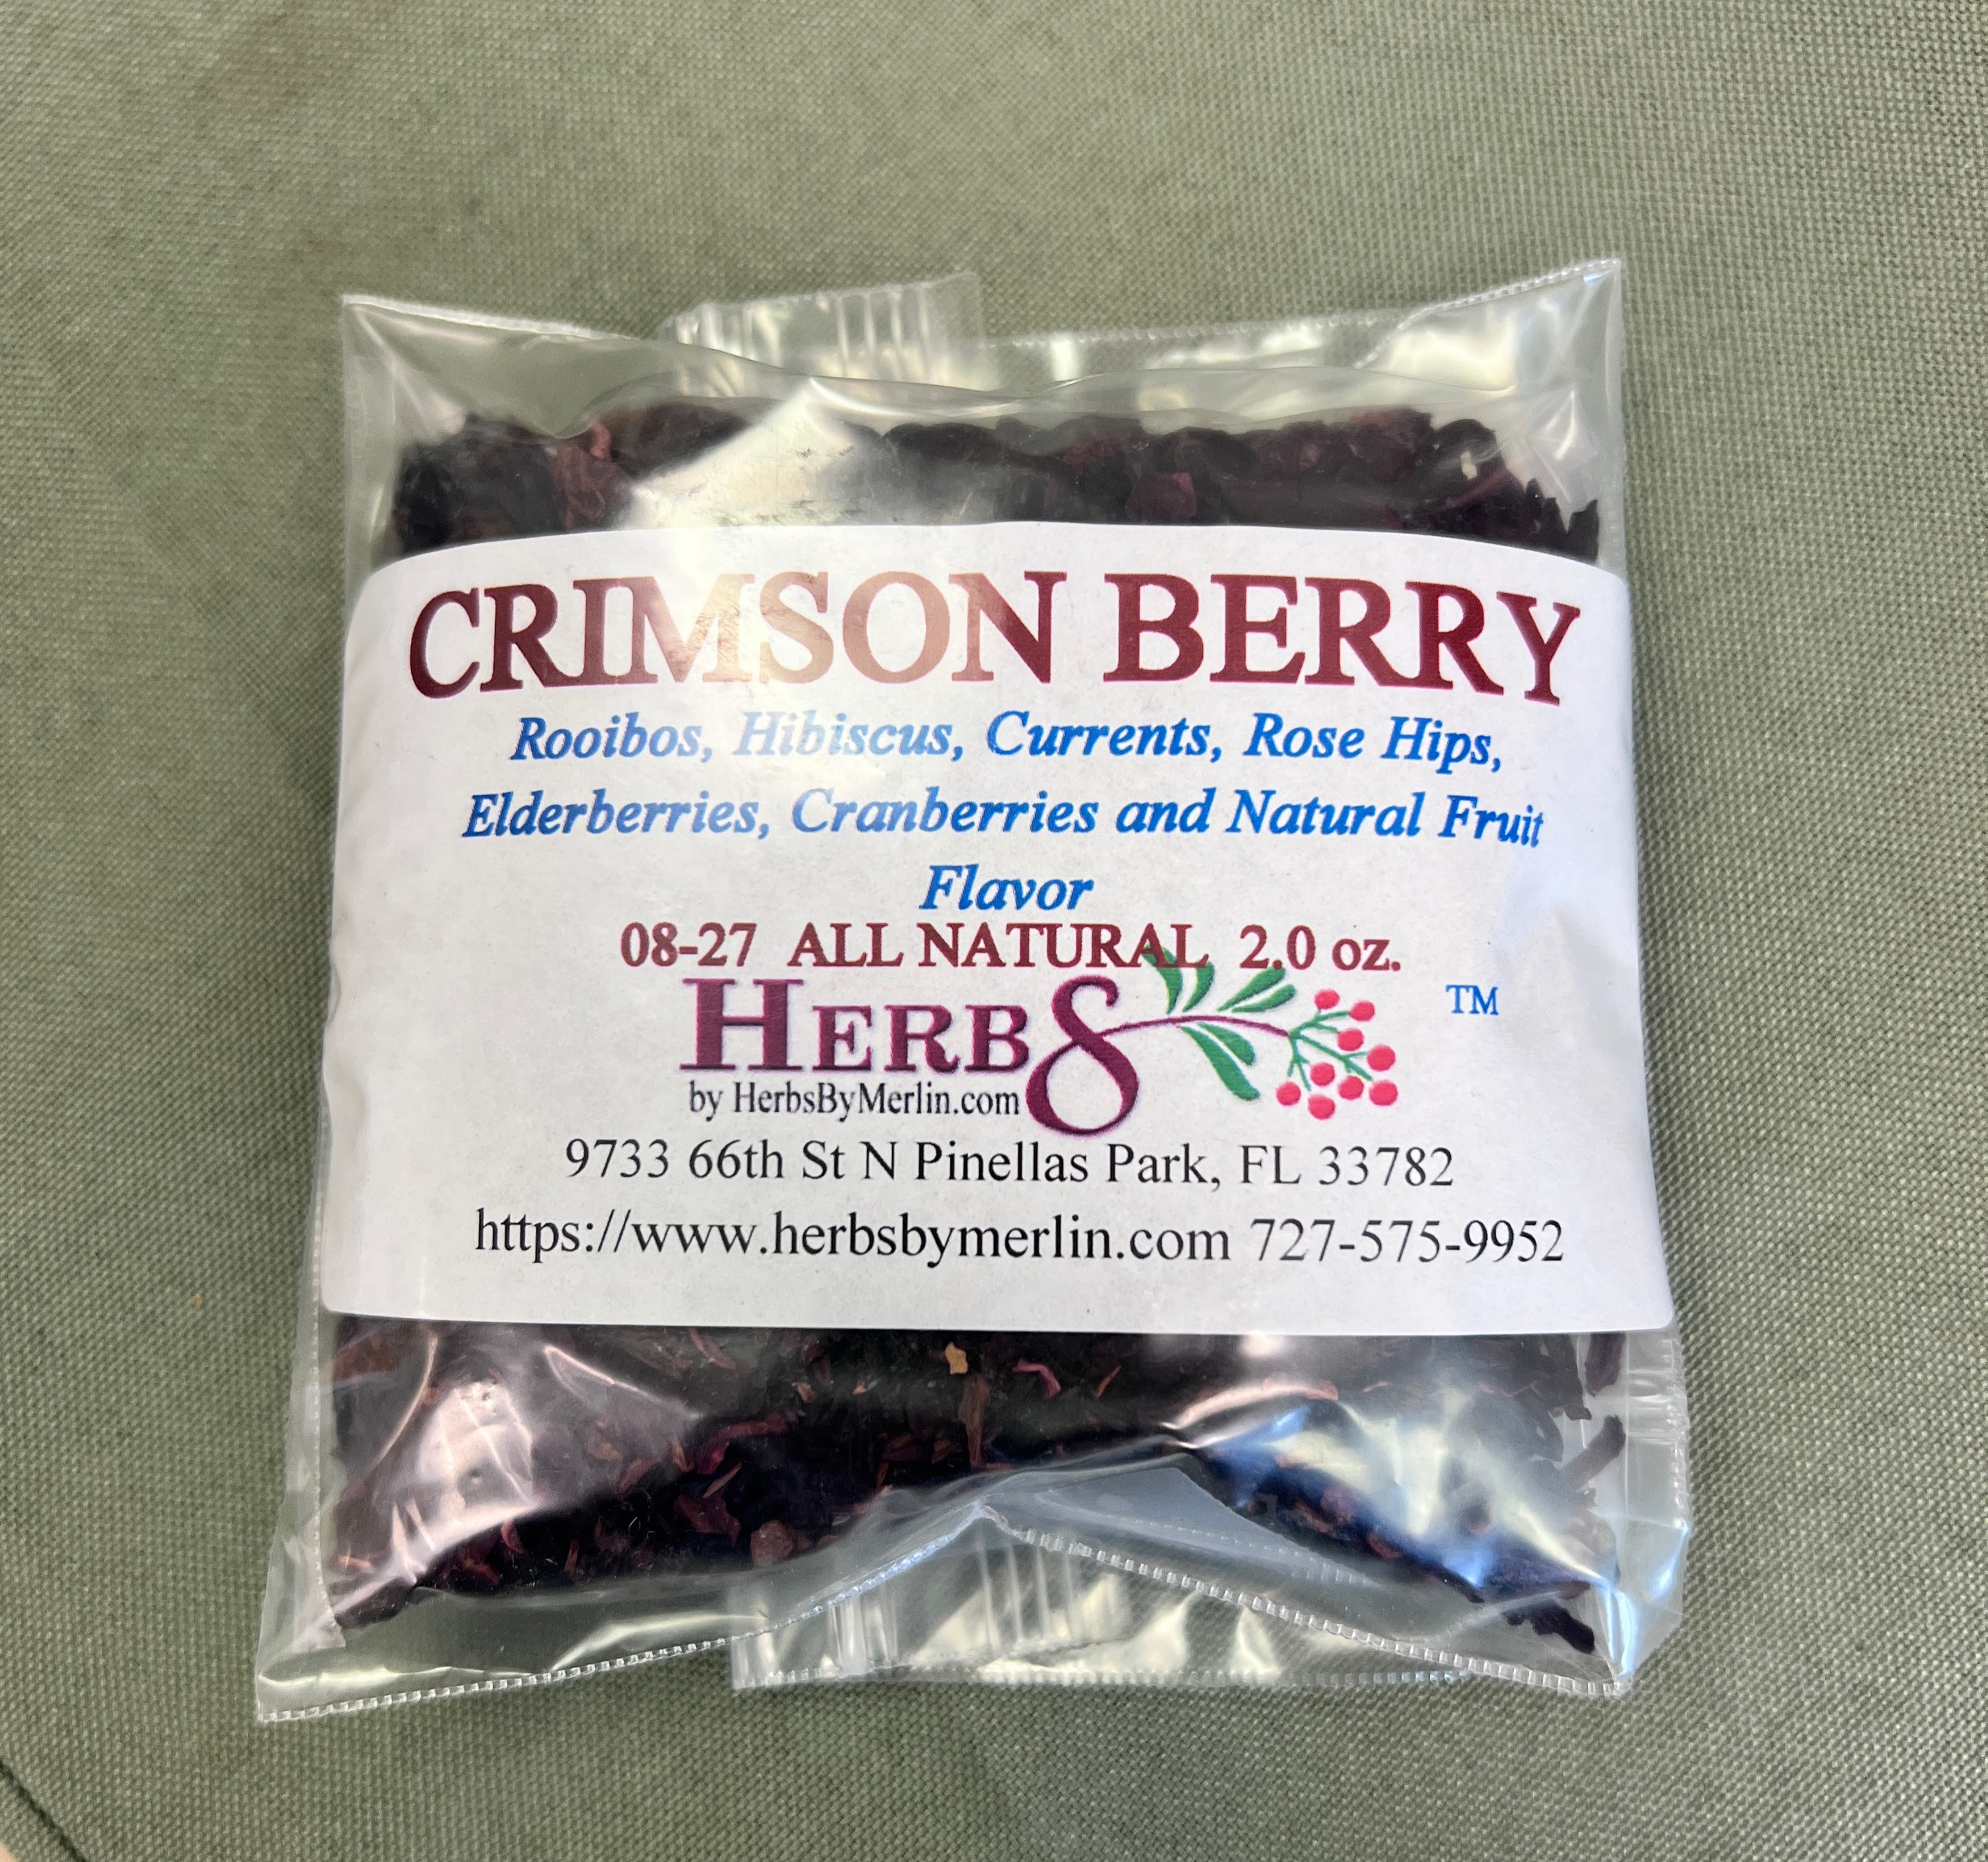 CRIMSON BERRY
Rooibos, Hibiscus, Currents, Rose Hips,
Elderberries, Cranberries and Natural Fruit
Flavor
08-27 ALL NATURAL 2.0 oz.
HERBS TM
by HerbsByMerlin.com
9733 66th St N Pinellas Park, FL 33782
https://www.herbsbymerlin.com 727-575-9952